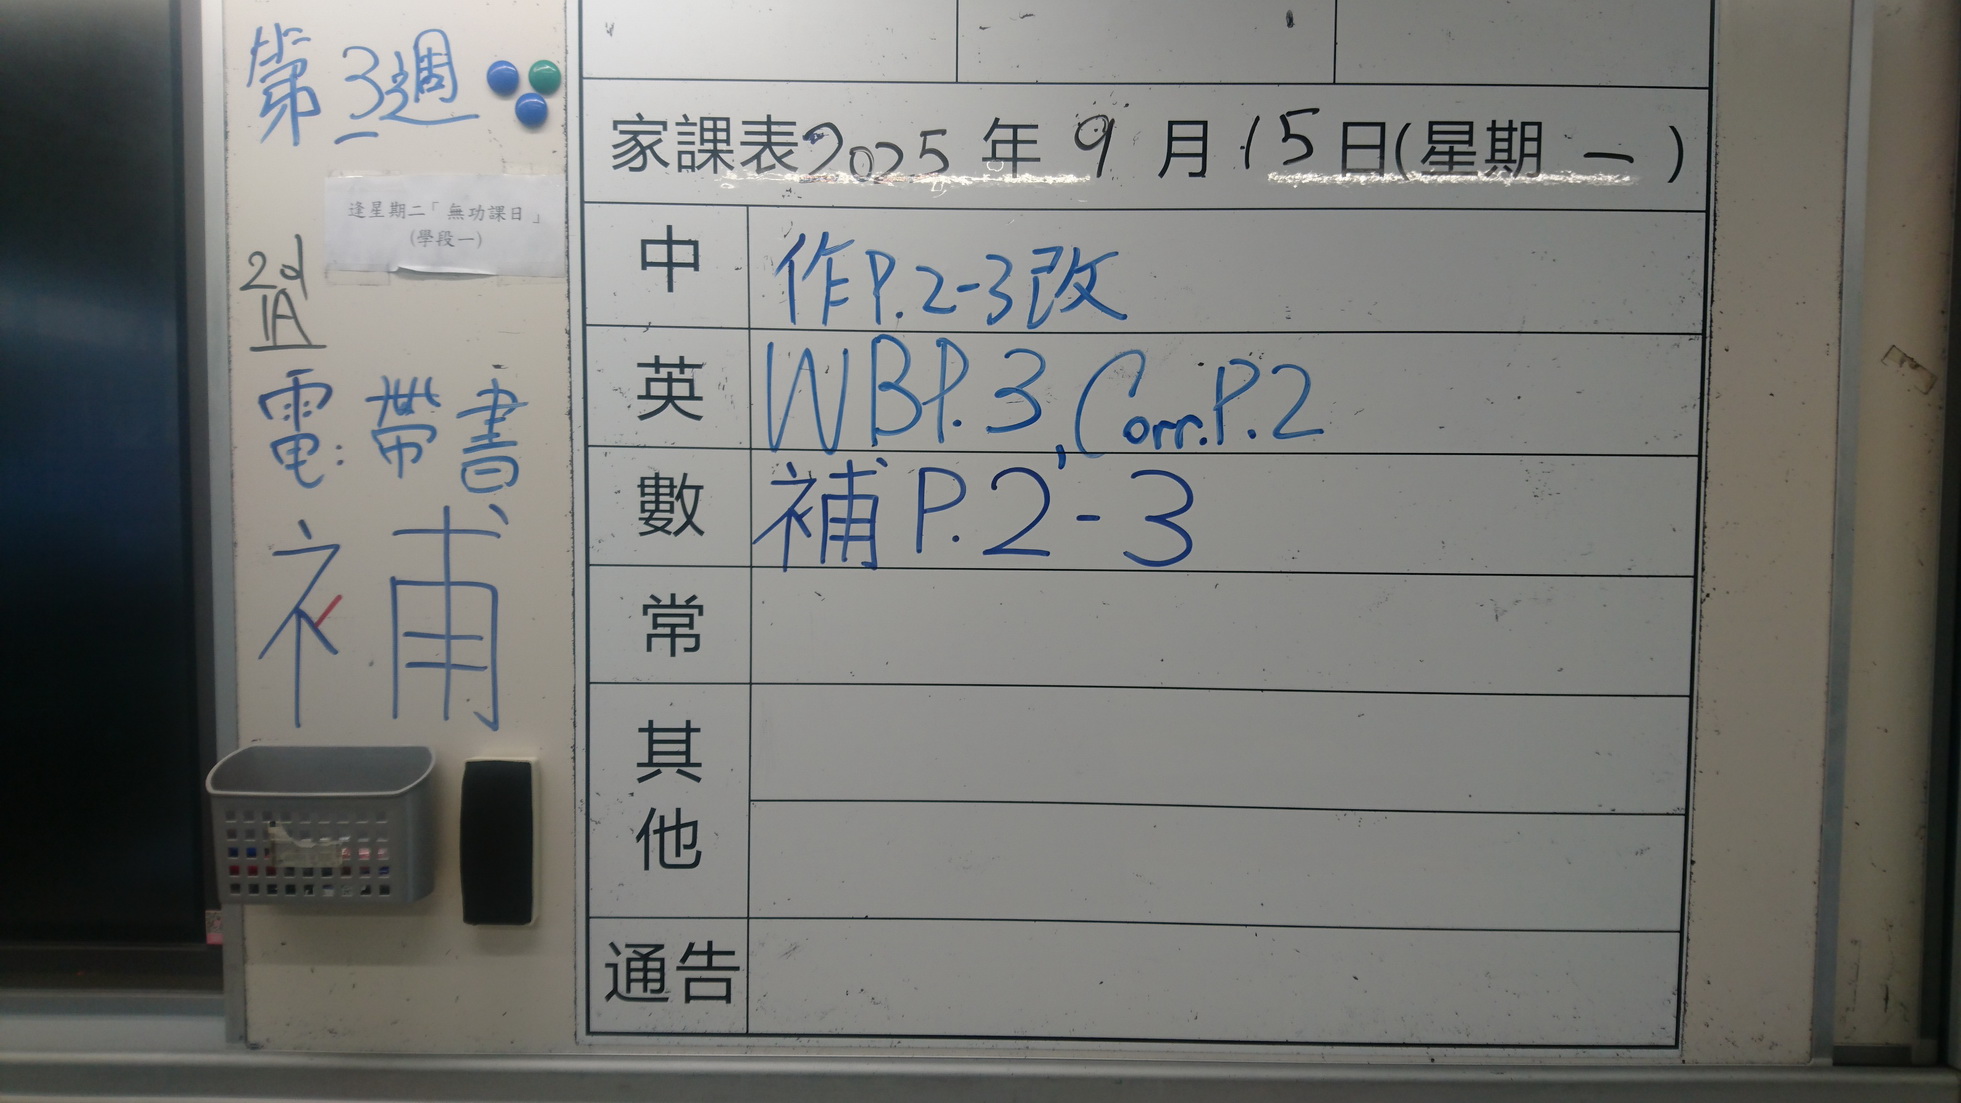 第3週
逢星期二「無功課日」
(學段一)
2d
1A
電:帶書
補
家課表2025年9月15日(星期一)
中 作P.2-3改
英 WBP.3, Corr.P.2
數 補P.2-3
常
其他
通告